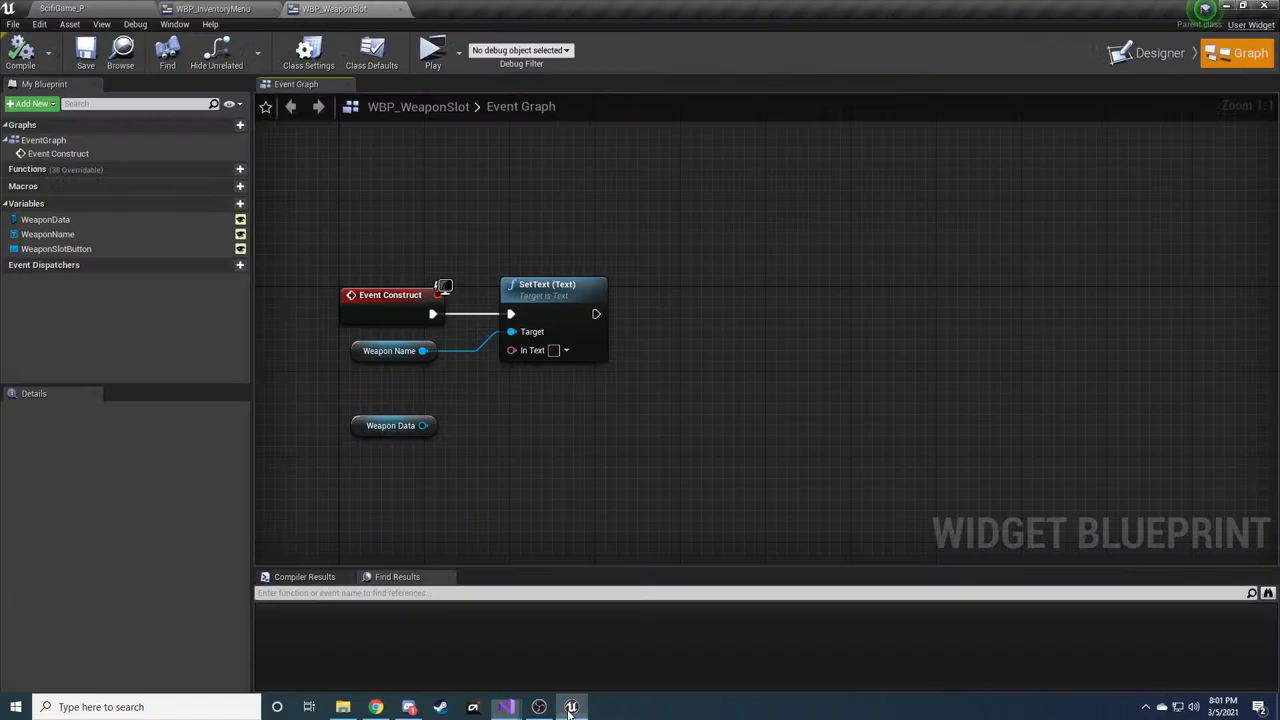 ScifiGame_P
WBP_InventoryMenu
WBP_WeaponSlot
File
Edit
Asset
View
Debug
Window
Help
Parent class:
User Widget
Compile
Save
Browse
Find
Hide Unrelated
Class Settings
Class Defaults
Play
No debug object selected
Debug Filter
Designer
Graph
My Blueprint
Event Graph
Add New
Search
WBP_WeaponSlot > Event Graph
Zoom 1:1
Graphs
EventGraph
Event Construct
Functions (38 Overridable)
Macros
Variables
WeaponData
WeaponName
WeaponSlotButton
Event Dispatchers
Event Construct
SetText (Text)
Target is Text
Target
Weapon Name
In Text
Weapon Data
Details
WIDGET BLUEPRINT
Compiler Results
Find Results
Enter function or event name to find references...
Type here to search
8:01 PM
3/5/2021
2